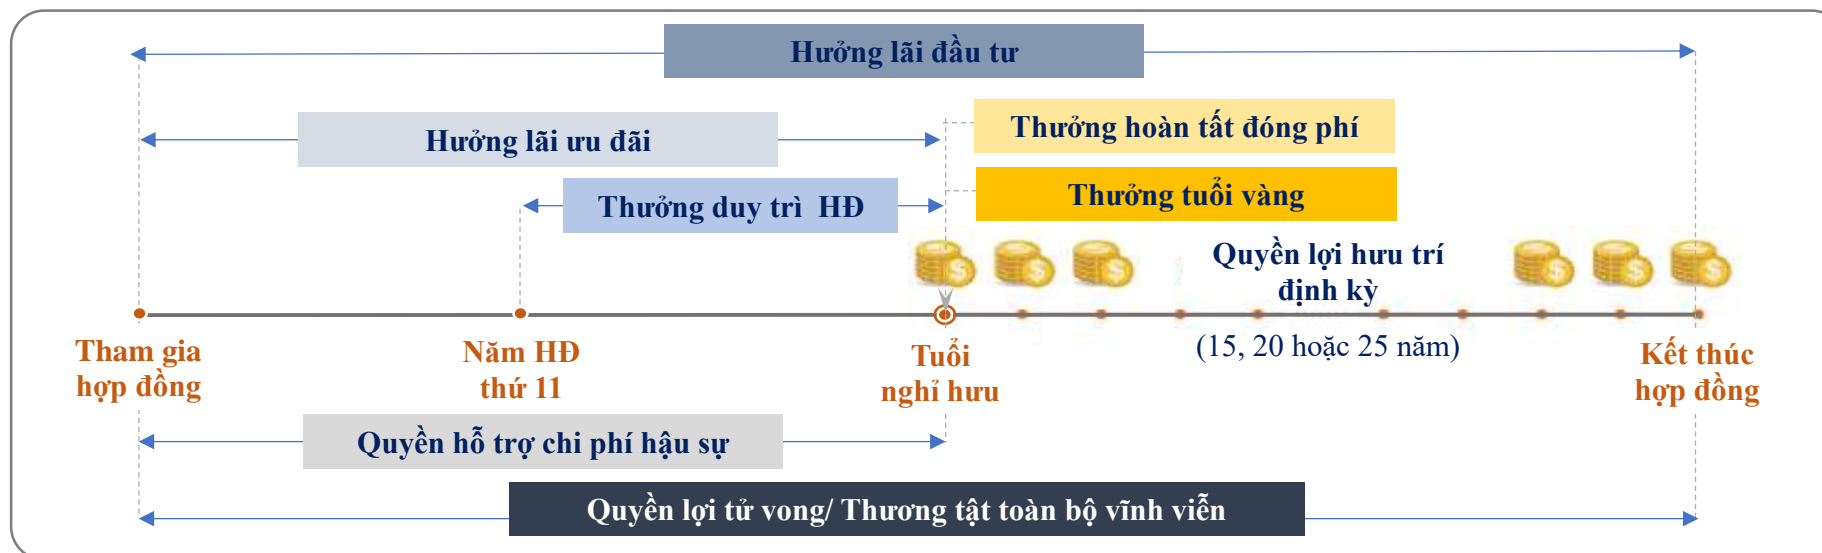 Hưởng lãi đầu tư
Hưởng lãi ưu đãi
Thưởng hoàn tất đóng phí
Thưởng duy trì HĐ
Thưởng tuổi vàng
Quyền lợi hưu trí
định kỳ
(15, 20 hoặc 25 năm)
Tham gia
hợp đồng
Năm HĐ
thứ 11
Tuổi
nghỉ hưu
Kết thúc
hợp đồng
Quyền hỗ trợ chi phí hậu sự
Quyền lợi tử vong/ Thương tật toàn bộ vĩnh viễn